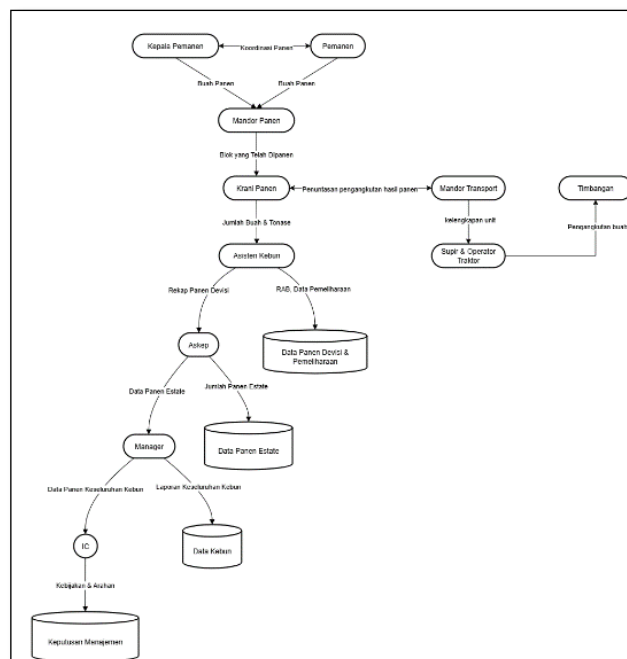 Kepala Pemanen
Koordinasi Panen
Pemanen
Buah Panen
Buah Panen
Mandor Panen
Blok yang Telah Dipanen
Krani Panen
Penuntasan pengangkutan hasil panen
Mandor Transport
Timbangan
Jumlah Buah & Tonase
kelengkapan unit
Pengangkutan buah
Asisten Kebun
Supir & Operator
Traktor
Rekap Panen Devisi
RAB, Data Pemeliharaan
Askep
Data Panen Devisi &
Pemeliharaan
Data Panen Estate
Jumlah Panen Estate
Manager
Data Panen Estate
Data Panen Keseluruhan Kebun
Laporan Keseluruhan Kebun
IC
Data Kebun
Kebijakan & Arahan
Keputusan Manejemen